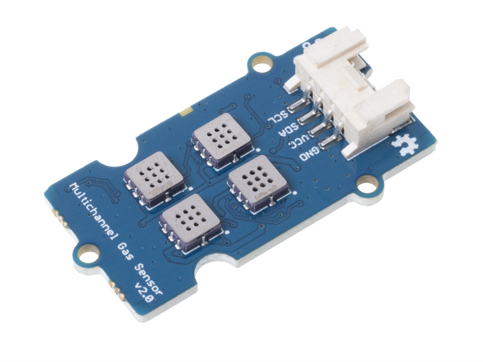 SCL
SDA
VCC
GND
Multichannel Gas Sensor
v2.0